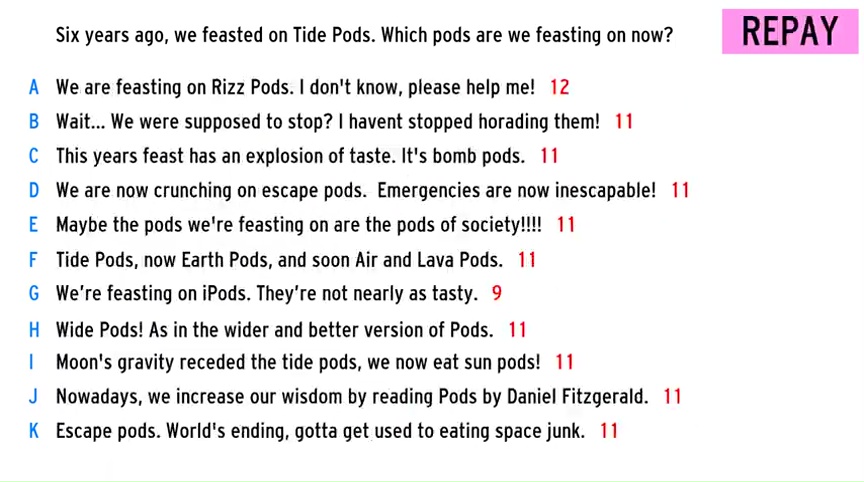 Six years ago, we feasted on Tide Pods. Which pods are we feasting on now?
REPAY
A We are feasting on Rizz Pods. I don't know, please help me! 12
B Wait... We were supposed to stop? I havent stopped horading them! 11
C This years feast has an explosion of taste. It's bomb pods. 11
D We are now crunching on escape pods. Emergencies are now inescapable! 11
E Maybe the pods we're feasting on are the pods of society!!!! 11
F Tide Pods, now Earth Pods, and soon Air and Lava Pods. 11
G We’re feasting on iPods. They’re not nearly as tasty. 9
H Wide Pods! As in the wider and better version of Pods. 11
I Moon's gravity receded the tide pods, we now eat sun pods! 11
J Nowadays, we increase our wisdom by reading Pods by Daniel Fitzgerald. 11
K Escape pods. World's ending, gotta get used to eating space junk. 11